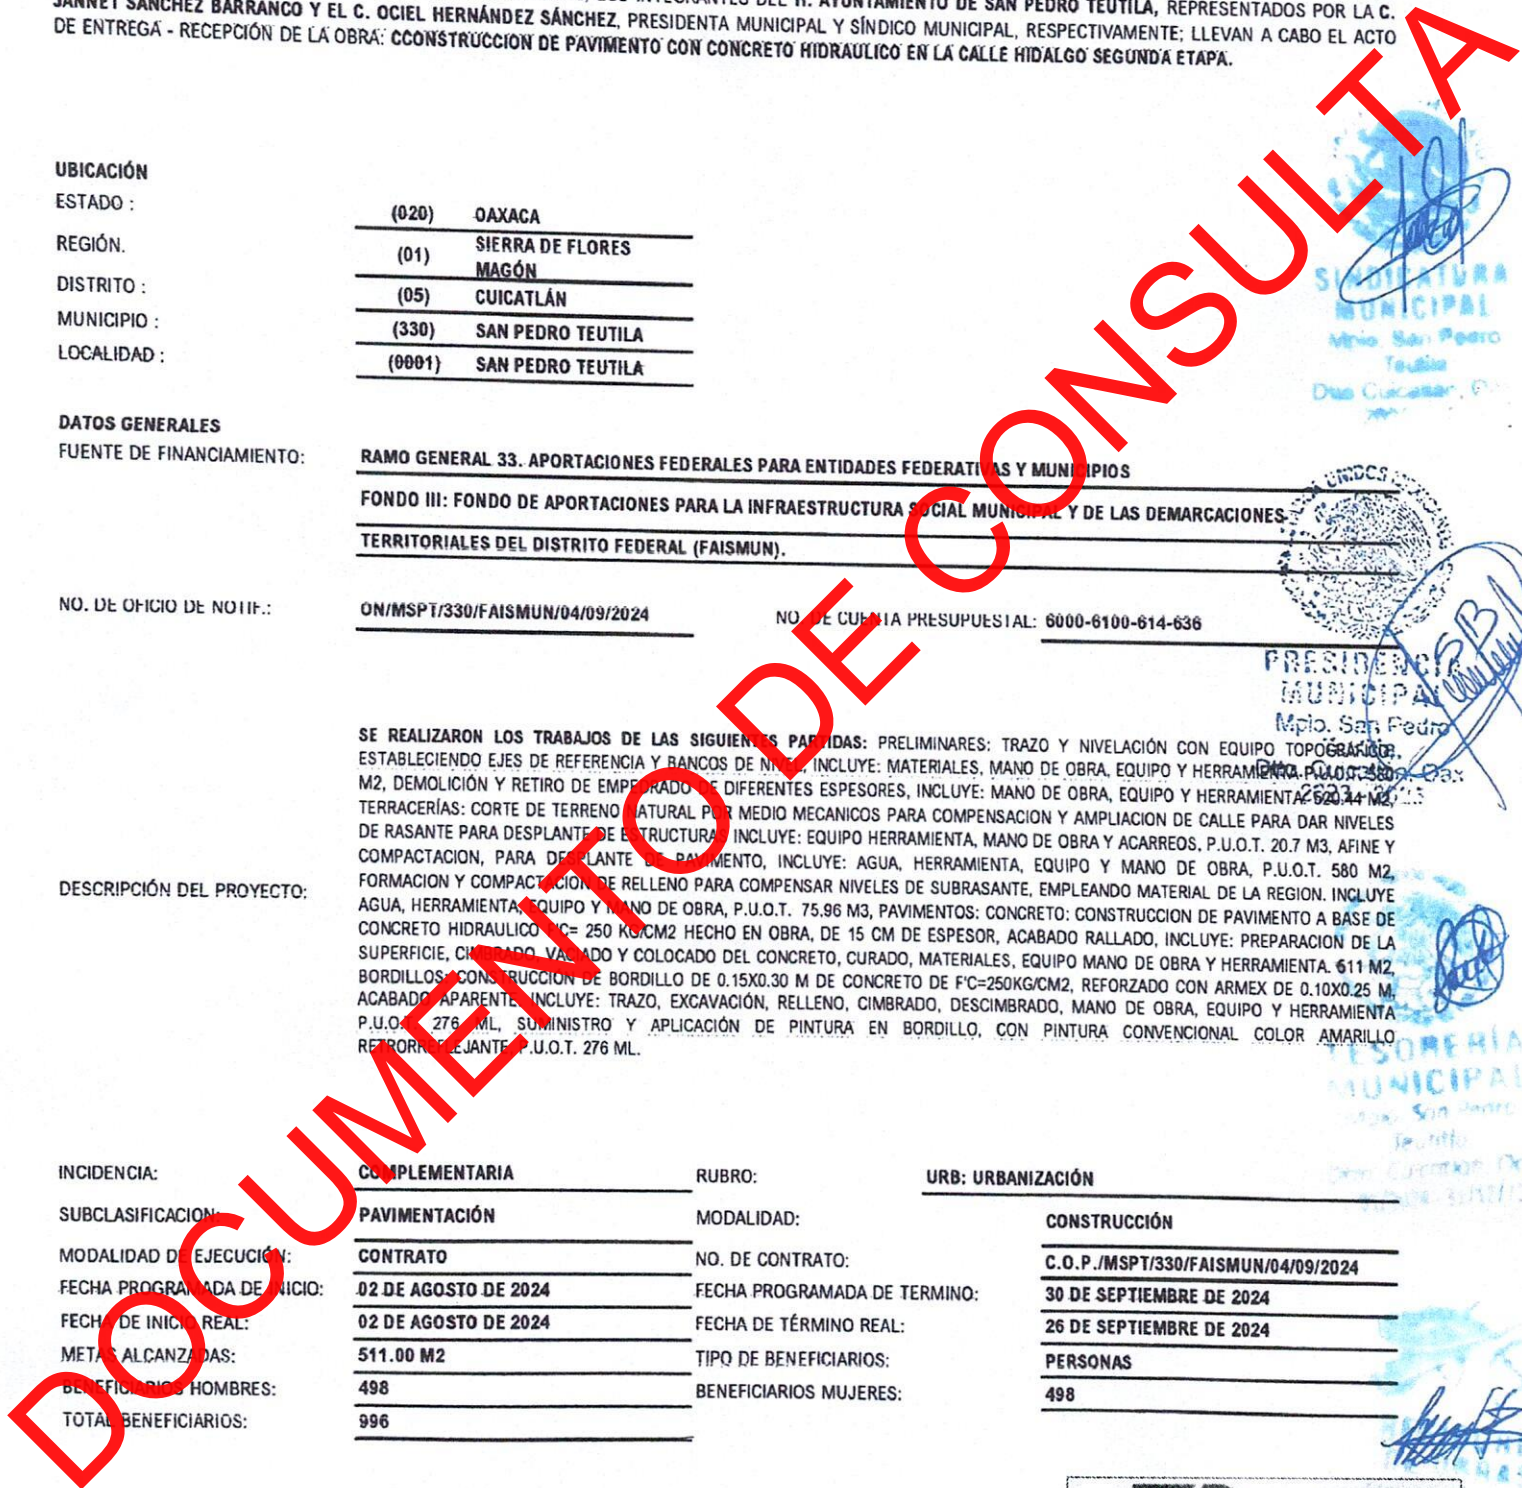 JANNET SÁNCHEZ BARRANCO Y EL C. OCIEL HERNÁNDEZ SÁNCHEZ, PRESIDENTA MUNICIPAL Y SÍNDICO MUNICIPAL, RESPECTIVAMENTE; LLEVAN A CABO EL ACTO
DE ENTREGA - RECEPCIÓN DE LA OBRA: CCONSTRUCCION DE PAVIMENTO CON CONCRETO HIDRAULICO EN LA CALLE HIDALGO SEGUNDA ETAPA.
UBICACIÓN
ESTADO : (020) OAXACA
REGIÓN. (01) SIERRA DE FLORES
MAGÓN
DISTRITO : (05) CUICATLÁN
MUNICIPIO : (330) SAN PEDRO TEUTILA
LOCALIDAD : (0001) SAN PEDRO TEUTILA
SINDICATURA
MUNICIPAL
Mpio. San Pedro
Teutila
DATOS GENERALES
FUENTE DE FINANCIAMIENTO: RAMO GENERAL 33. APORTACIONES FEDERALES PARA ENTIDADES FEDERATIVAS Y MUNICIPIOS
FONDO III: FONDO DE APORTACIONES PARA LA INFRAESTRUCTURA SOCIAL MUNICIPAL Y DE LAS DEMARCACIONES
TERRITORIALES DEL DISTRITO FEDERAL (FAISMUN).
NO. DE OFICIO DE NOTIF.: ON/MSPT/330/FAISMUN/04/09/2024 NO. DE CUENTA PRESUPUESTAL: 6000-6100-614-636
PRESIDENCIA
MUNICIPAL
Mpio. San Pedro
DESCRIPCIÓN DEL PROYECTO:
SE REALIZARON LOS TRABAJOS DE LAS SIGUIENTES PARTIDAS: PRELIMINARES: TRAZO Y NIVELACIÓN CON EQUIPO TOPOGRAFICO,
ESTABLECIENDO EJES DE REFERENCIA Y BANCOS DE NIVEL, INCLUYE: MATERIALES, MANO DE OBRA, EQUIPO Y HERRAMIENTA P.U.O.T. 580
M2, DEMOLICIÓN Y RETIRO DE EMPEDRADO DE DIFERENTES ESPESORES, INCLUYE: MANO DE OBRA, EQUIPO Y HERRAMIENTA. 520.44 M2,
TERRACERÍAS: CORTE DE TERRENO NATURAL POR MEDIO MECANICOS PARA COMPENSACION Y AMPLIACION DE CALLE PARA DAR NIVELES
DE RASANTE PARA DESPLANTE DE ESTRUCTURAS INCLUYE: EQUIPO HERRAMIENTA, MANO DE OBRA Y ACARREOS, P.U.O.T. 20.7 M3, AFINE Y
COMPACTACION, PARA DESPLANTE DE PAVIMENTO, INCLUYE: AGUA, HERRAMIENTA, EQUIPO Y MANO DE OBRA, P.U.O.T. 580 M2,
FORMACION Y COMPACTACION DE RELLENO PARA COMPENSAR NIVELES DE SUBRASANTE, EMPLEANDO MATERIAL DE LA REGION. INCLUYE
AGUA, HERRAMIENTA, EQUIPO Y MANO DE OBRA, P.U.O.T. 75.96 M3, PAVIMENTOS: CONCRETO: CONSTRUCCION DE PAVIMENTO A BASE DE
CONCRETO HIDRAULICO F'C= 250 KG/CM2 HECHO EN OBRA, DE 15 CM DE ESPESOR, ACABADO RALLADO, INCLUYE: PREPARACION DE LA
SUPERFICIE, CIMBRADO, VACIADO Y COLOCADO DEL CONCRETO, CURADO, MATERIALES, EQUIPO MANO DE OBRA Y HERRAMIENTA. 511 M2,
BORDILLOS: CONSTRUCCION DE BORDILLO DE 0.15X0.30 M DE CONCRETO DE F'C=250KG/CM2, REFORZADO CON ARMEX DE 0.10X0.25 M,
ACABADO APARENTE INCLUYE: TRAZO, EXCAVACIÓN, RELLENO, CIMBRADO, DESCIMBRADO, MANO DE OBRA, EQUIPO Y HERRAMIENTA
P.U.O.T. 276 ML, SUMINISTRO Y APLICACIÓN DE PINTURA EN BORDILLO, CON PINTURA CONVENCIONAL COLOR AMARILLO
RETRORREFLEJANTE, P.U.O.T. 276 ML.
TESORERÍA
MUNICIPAL
INCIDENCIA: COMPLEMENTARIA RUBRO: URB: URBANIZACIÓN
SUBCLASIFICACION: PAVIMENTACIÓN MODALIDAD: CONSTRUCCIÓN
MODALIDAD DE EJECUCIÓN: CONTRATO NO. DE CONTRATO: C.O.P./MSPT/330/FAISMUN/04/09/2024
FECHA PROGRAMADA DE INICIO: 02 DE AGOSTO DE 2024 FECHA PROGRAMADA DE TERMINO: 30 DE SEPTIEMBRE DE 2024
FECHA DE INICIO REAL: 02 DE AGOSTO DE 2024 FECHA DE TÉRMINO REAL: 26 DE SEPTIEMBRE DE 2024
METAS ALCANZADAS: 511.00 M2 TIPO DE BENEFICIARIOS: PERSONAS
BENEFICIARIOS HOMBRES: 498 BENEFICIARIOS MUJERES: 498
TOTAL BENEFICIARIOS: 996
DOCUMENTO DE CONSULTA